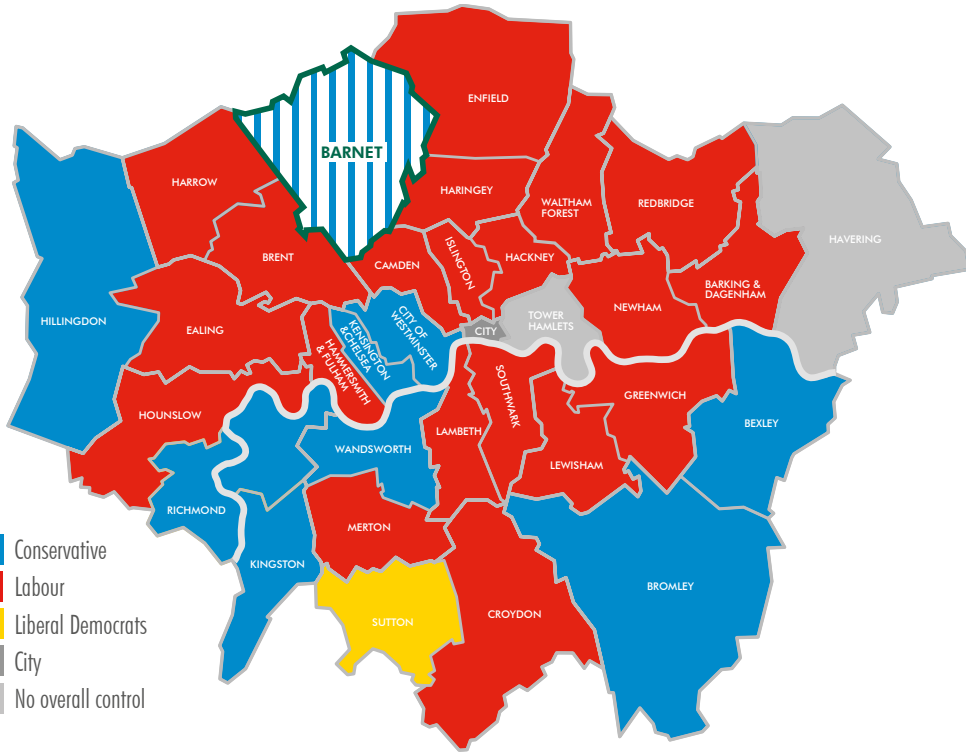 ENFIELD
BARNET
HARROW
HARINGEY
WALTHAM
FOREST
REDBRIDGE
HAVERING
BRENT
CAMDEN
ISLINGTON
HACKNEY
BARKING &
DAGENHAM
NEWHAM
HILLINGDON
EALING
HAMMERSMITH
& FULHAM
KENSINGTON
& CHELSEA
CITY OF
WESTMINSTER
CITY
TOWER
HAMLETS
HOUNSLOW
WANDSWORTH
LAMBETH
SOUTHWARK
GREENWICH
BEXLEY
LEWISHAM
RICHMOND
MERTON
KINGSTON
BROMLEY
SUTTON
CROYDON
Conservative
Labour
Liberal Democrats
City
No overall control